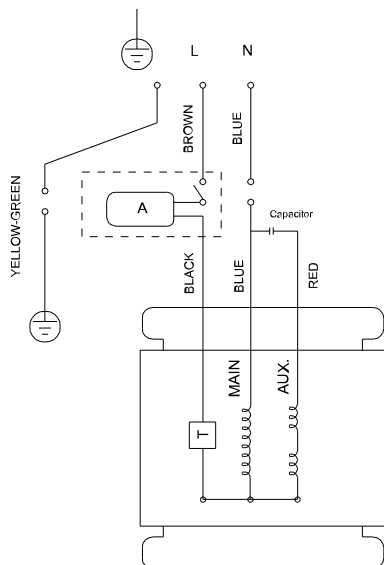 L
N
BROWN
BLUE
YELLOW-GREEN
A
Capacitor
BLACK
BLUE
RED
MAIN
AUX.
T